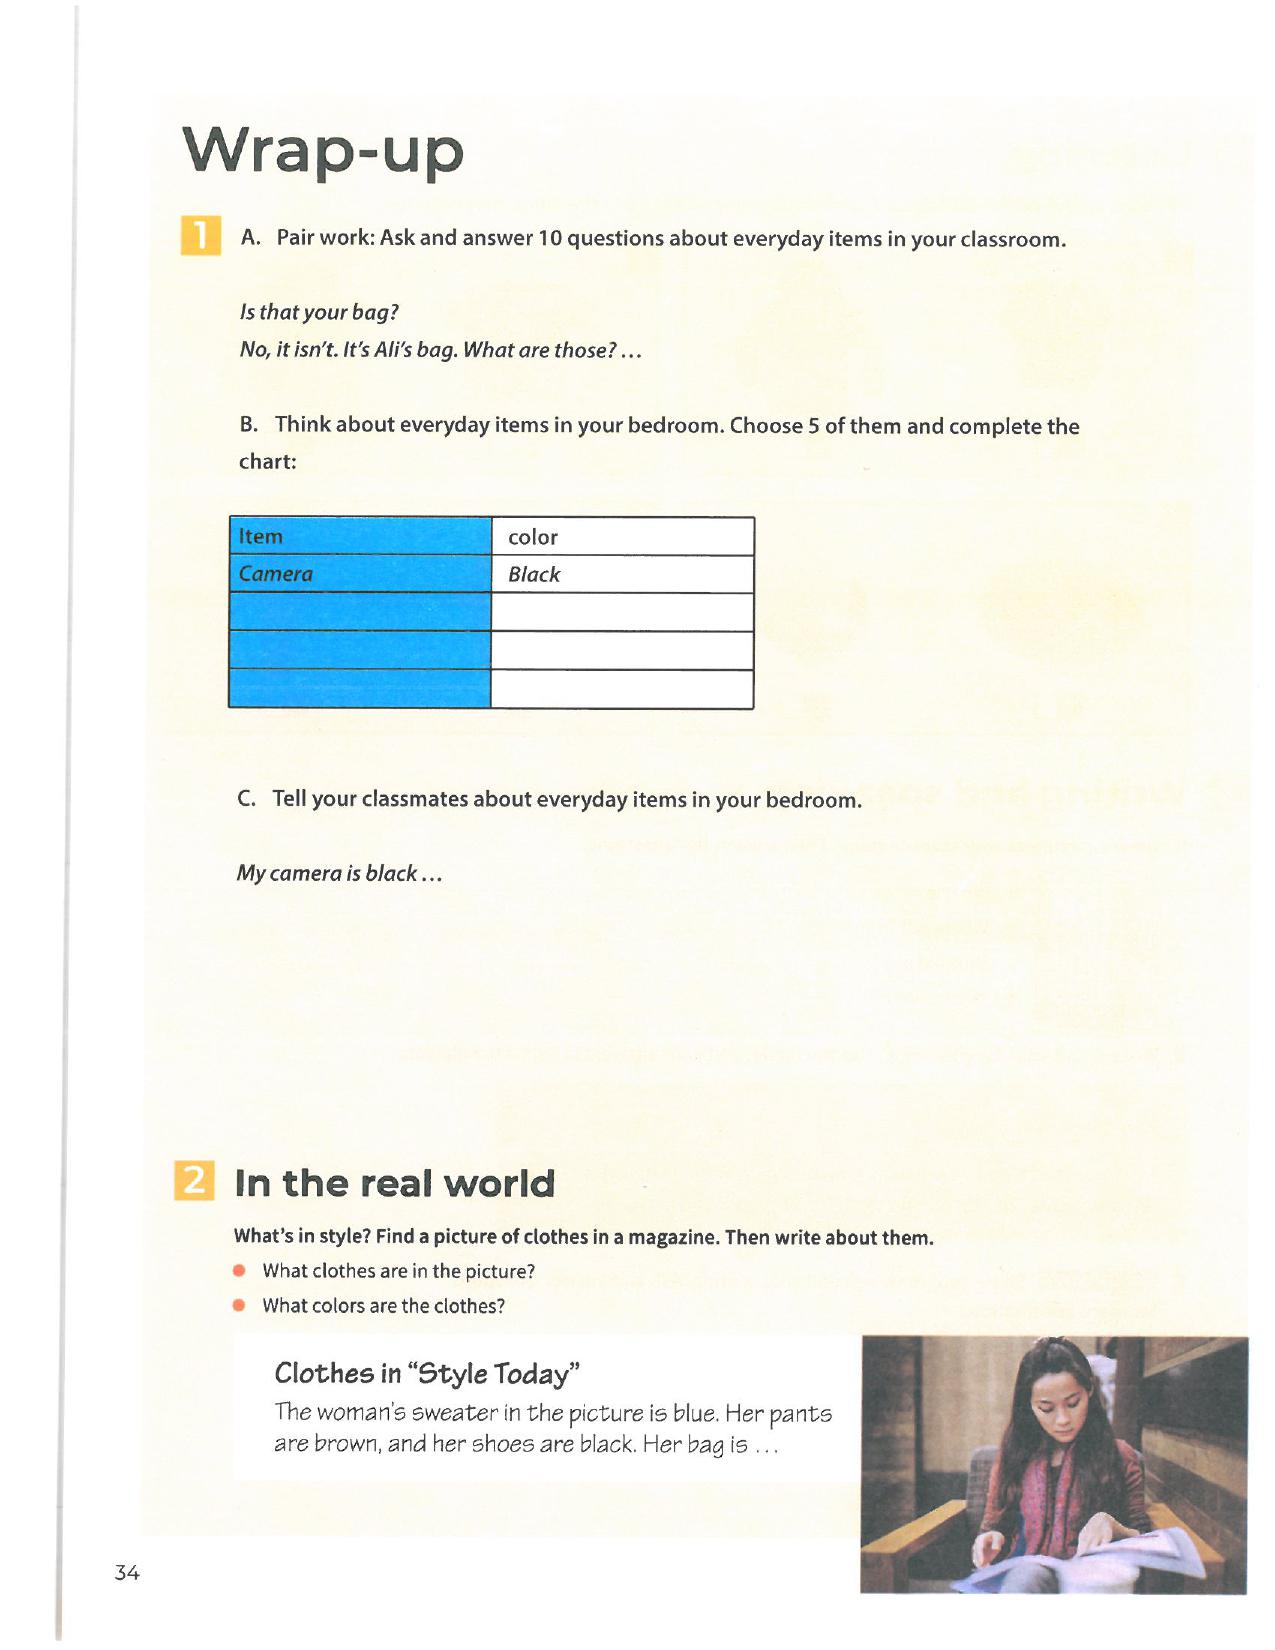 Wrap-up
1 A. Pair work: Ask and answer 10 questions about everyday items in your classroom.
Is that your bag?
No, it isn't. It's Ali's bag. What are those? ...
B. Think about everyday items in your bedroom. Choose 5 of them and complete the
chart:
Item color
Camera Black
C. Tell your classmates about everyday items in your bedroom.
My camera is black ...
2 In the real world
What's in style? Find a picture of clothes in a magazine. Then write about them.
● What clothes are in the picture?
● What colors are the clothes?
Clothes in “Style Today”
The woman's sweater in the picture is blue. Her pants
are brown, and her shoes are black. Her bag is ...
34